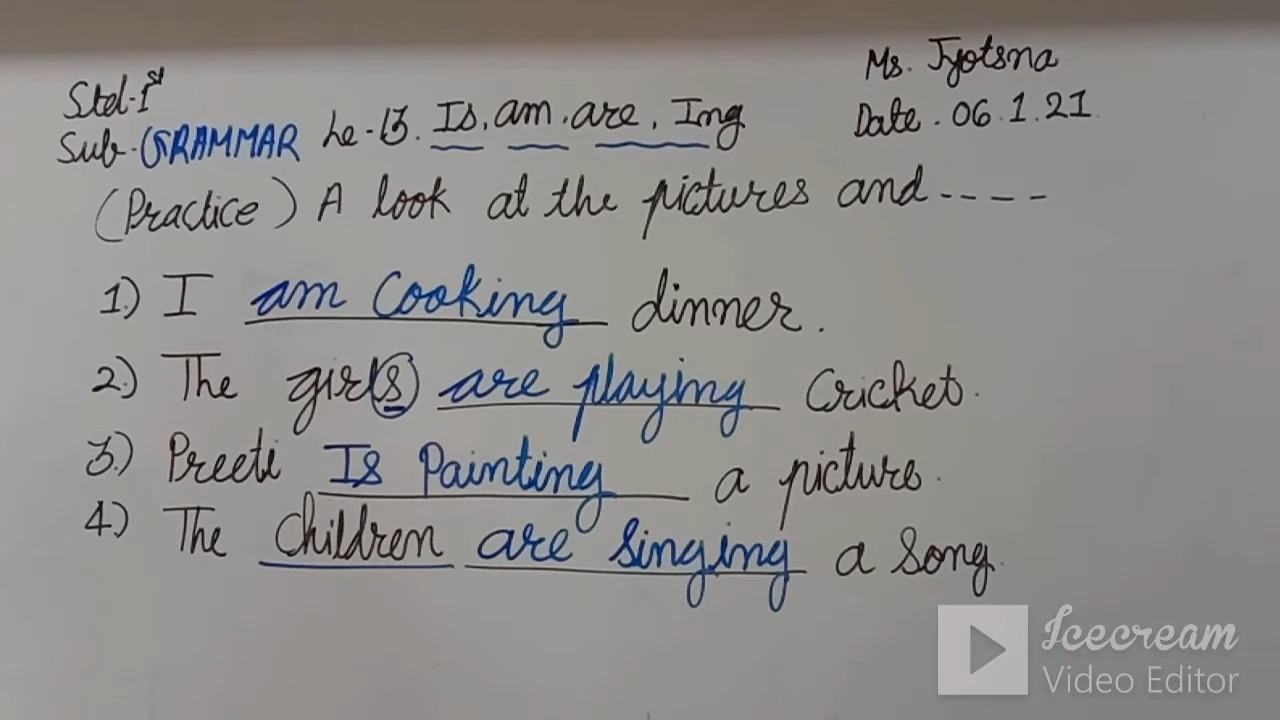 Std-1st
Ms. Jyotsna
Sub-GRAMMAR Le-13. Is, am, are, Ing
Date. 06.1.21
(Practice) A look at the pictures and----
1.) I am Cooking dinner.
2.) The girls are playing Cricket.
3.) Preeti Is Painting a picture.
4.) The Children are singing a Song
Icecream
Video Editor